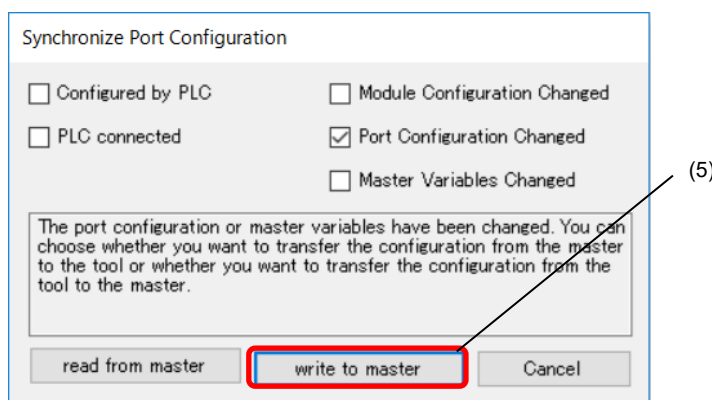 Synchronize Port Configuration
Configured by PLC
Module Configuration Changed
PLC connected
Port Configuration Changed
Master Variables Changed
(5)
The port configuration or master variables have been changed. You can
choose whether you want to transfer the configuration from the master
to the tool or whether you want to transfer the configuration from the
tool to the master.
read from master
write to master
Cancel